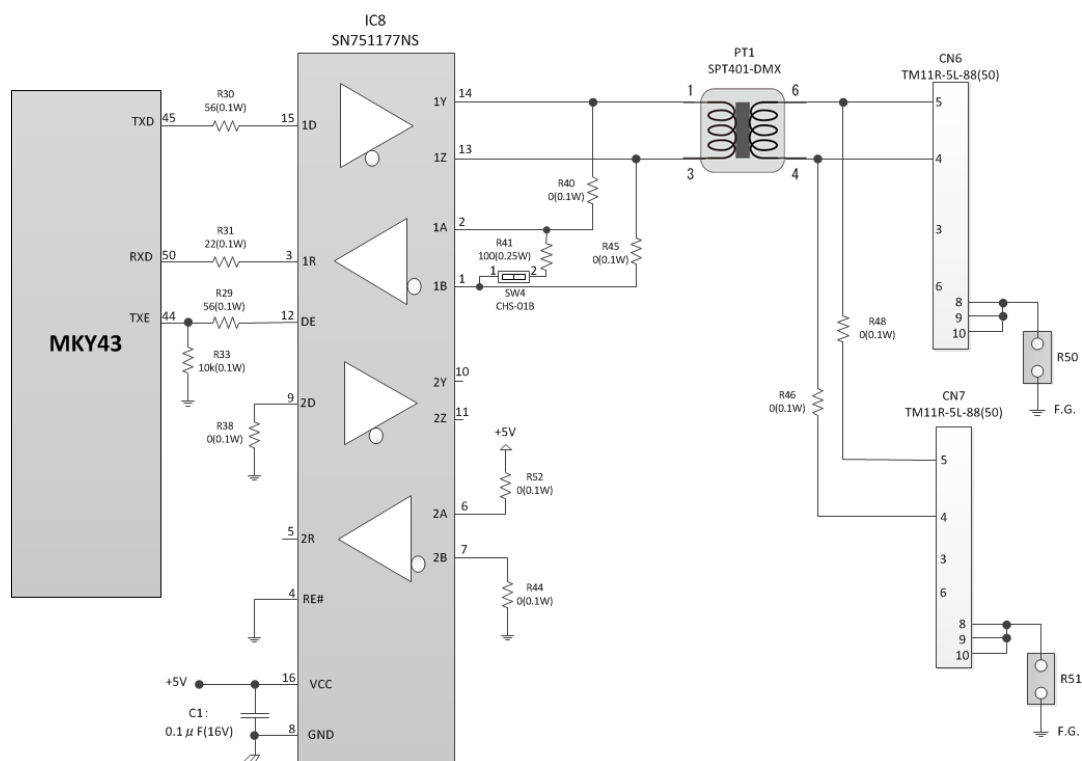 IC8
SN751177NS
PT1
SPT401-DMX
CN6
TM11R-5L-88(50)
R30
56(0.1W)
TXD
45
15
1D
1Y
14
1
6
5
1Z
13
3
4
4
R40
0(0.1W)
1A
2
R41
100(0.25W)
R45
0(0.1W)
3
R31
22(0.1W)
RXD
50
3
1R
1
2
1B
1
SW4
CHS-01B
6
R29
56(0.1W)
TXE
44
12
DE
8
9
10
R48
0(0.1W)
MKY43
R33
10k(0.1W)
R50
2Y
10
9
2D
R46
0(0.1W)
CN7
TM11R-5L-88(50)
F.G.
2Z
11
R38
0(0.1W)
+5V
5
R52
0(0.1W)
2A
6
4
5
2R
2B
7
3
R44
0(0.1W)
6
4
RE#
8
9
10
+5V
16
VCC
R51
C1:
0.1μF(16V)
8
GND
F.G.